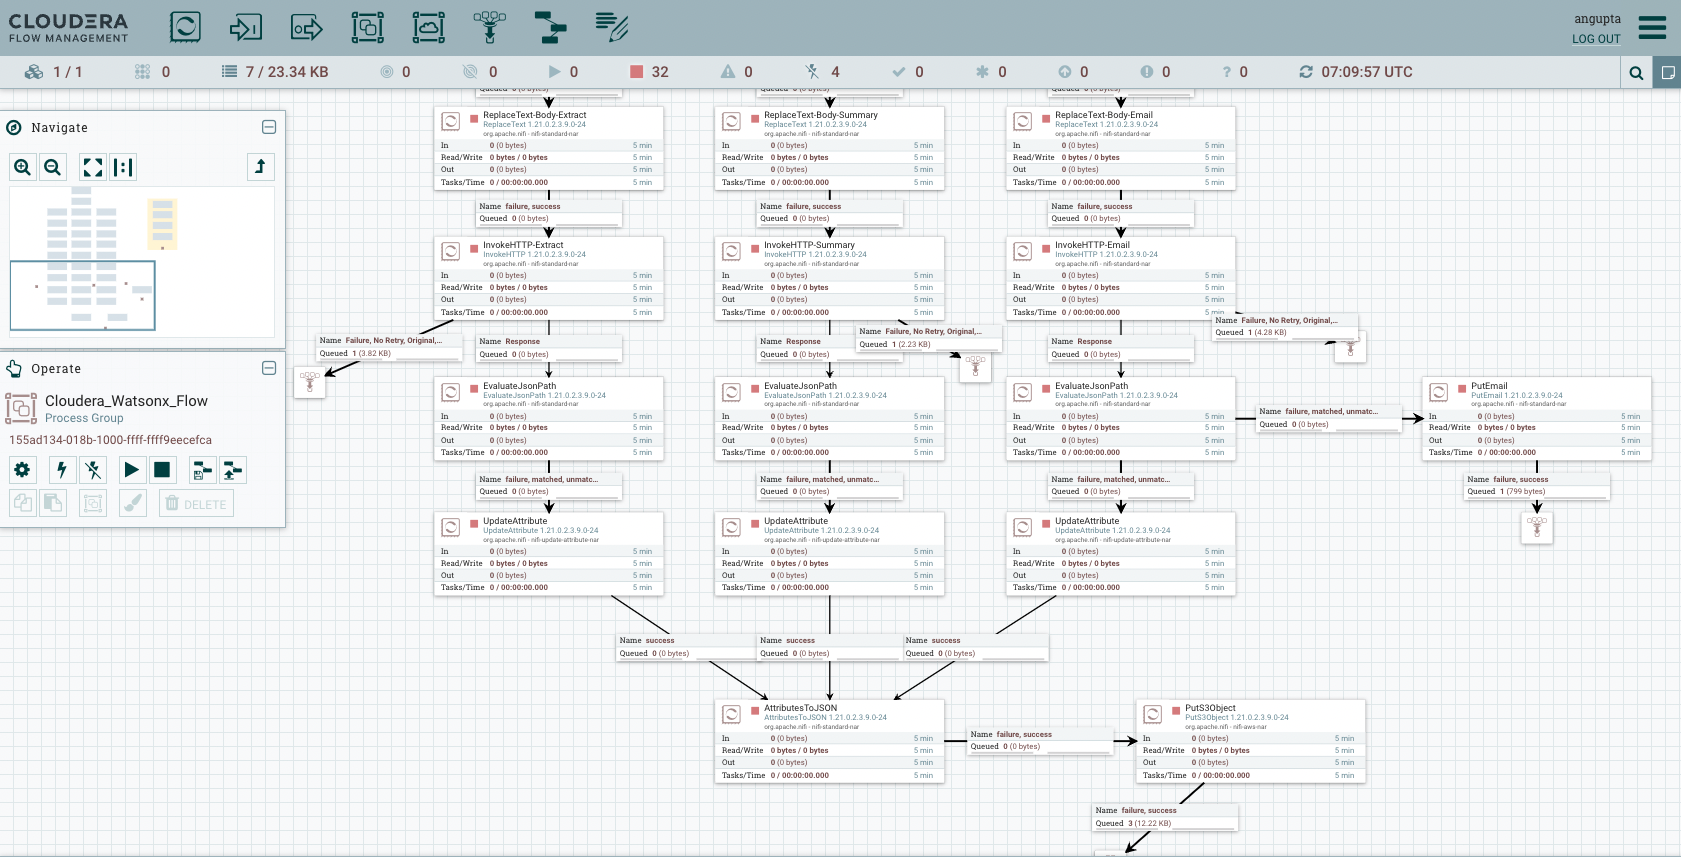 CLOUDERA
FLOW MANAGEMENT
angupta
LOG OUT
1 / 1
0
7 / 23.34 KB
0
0
0
32
0
4
0
0
0
0
? 0
07:09:57 UTC
Navigate
Operate
Cloudera_Watsonx_Flow
Process Group
155ad134-018b-1000-ffff-ffff9eecefca
DELETE
Queued 0 (0 bytes)
Queued 0 (0 bytes)
Queued 0 (0 bytes)
ReplaceText-Body-Extract
ReplaceText 1.21.0.2.3.9.0-24
org.apache.nifi - nifi-standard-nar
In 0 (0 bytes) 5 min
Read/Write 0 bytes / 0 bytes 5 min
Out 0 (0 bytes) 5 min
Tasks/Time 0 / 00:00:00.000 5 min
ReplaceText-Body-Summary
ReplaceText 1.21.0.2.3.9.0-24
org.apache.nifi - nifi-standard-nar
In 0 (0 bytes) 5 min
Read/Write 0 bytes / 0 bytes 5 min
Out 0 (0 bytes) 5 min
Tasks/Time 0 / 00:00:00.000 5 min
ReplaceText-Body-Email
ReplaceText 1.21.0.2.3.9.0-24
org.apache.nifi - nifi-standard-nar
In 0 (0 bytes) 5 min
Read/Write 0 bytes / 0 bytes 5 min
Out 0 (0 bytes) 5 min
Tasks/Time 0 / 00:00:00.000 5 min
Name failure, success
Queued 0 (0 bytes)
Name failure, success
Queued 0 (0 bytes)
Name failure, success
Queued 0 (0 bytes)
InvokeHTTP-Extract
InvokeHTTP 1.21.0.2.3.9.0-24
org.apache.nifi - nifi-standard-nar
In 0 (0 bytes) 5 min
Read/Write 0 bytes / 0 bytes 5 min
Out 0 (0 bytes) 5 min
Tasks/Time 0 / 00:00:00.000 5 min
InvokeHTTP-Summary
InvokeHTTP 1.21.0.2.3.9.0-24
org.apache.nifi - nifi-standard-nar
In 0 (0 bytes) 5 min
Read/Write 0 bytes / 0 bytes 5 min
Out 0 (0 bytes) 5 min
Tasks/Time 0 / 00:00:00.000 5 min
InvokeHTTP-Email
InvokeHTTP 1.21.0.2.3.9.0-24
org.apache.nifi - nifi-standard-nar
In 0 (0 bytes) 5 min
Read/Write 0 bytes / 0 bytes 5 min
Out 0 (0 bytes) 5 min
Tasks/Time 0 / 00:00:00.000 5 min
Name Failure, No Retry, Original,...
Queued 1 (3.82 KB)
Name Response
Queued 0 (0 bytes)
Name Response
Queued 0 (0 bytes)
Name Failure, No Retry, Original,...
Queued 1 (2.23 KB)
Name Response
Queued 0 (0 bytes)
Name Failure, No Retry, Original,...
Queued 1 (4.28 KB)
EvaluateJsonPath
EvaluateJsonPath 1.21.0.2.3.9.0-24
org.apache.nifi - nifi-standard-nar
In 0 (0 bytes) 5 min
Read/Write 0 bytes / 0 bytes 5 min
Out 0 (0 bytes) 5 min
Tasks/Time 0 / 00:00:00.000 5 min
EvaluateJsonPath
EvaluateJsonPath 1.21.0.2.3.9.0-24
org.apache.nifi - nifi-standard-nar
In 0 (0 bytes) 5 min
Read/Write 0 bytes / 0 bytes 5 min
Out 0 (0 bytes) 5 min
Tasks/Time 0 / 00:00:00.000 5 min
EvaluateJsonPath
EvaluateJsonPath 1.21.0.2.3.9.0-24
org.apache.nifi - nifi-standard-nar
In 0 (0 bytes) 5 min
Read/Write 0 bytes / 0 bytes 5 min
Out 0 (0 bytes) 5 min
Tasks/Time 0 / 00:00:00.000 5 min
Name failure, matched, unmatc...
Queued 0 (0 bytes)
PutEmail
PutEmail 1.21.0.2.3.9.0-24
org.apache.nifi - nifi-standard-nar
In 0 (0 bytes) 5 min
Read/Write 0 bytes / 0 bytes 5 min
Out 0 (0 bytes) 5 min
Tasks/Time 0 / 00:00:00.000 5 min
Name failure, matched, unmatc...
Queued 0 (0 bytes)
Name failure, matched, unmatc...
Queued 0 (0 bytes)
Name failure, matched, unmatc...
Queued 0 (0 bytes)
Name failure, success
Queued 1 (799 bytes)
UpdateAttribute
UpdateAttribute 1.21.0.2.3.9.0-24
org.apache.nifi - nifi-update-attribute-nar
In 0 (0 bytes) 5 min
Read/Write 0 bytes / 0 bytes 5 min
Out 0 (0 bytes) 5 min
Tasks/Time 0 / 00:00:00.000 5 min
UpdateAttribute
UpdateAttribute 1.21.0.2.3.9.0-24
org.apache.nifi - nifi-update-attribute-nar
In 0 (0 bytes) 5 min
Read/Write 0 bytes / 0 bytes 5 min
Out 0 (0 bytes) 5 min
Tasks/Time 0 / 00:00:00.000 5 min
UpdateAttribute
UpdateAttribute 1.21.0.2.3.9.0-24
org.apache.nifi - nifi-update-attribute-nar
In 0 (0 bytes) 5 min
Read/Write 0 bytes / 0 bytes 5 min
Out 0 (0 bytes) 5 min
Tasks/Time 0 / 00:00:00.000 5 min
Name success
Queued 0 (0 bytes)
Name success
Queued 0 (0 bytes)
Name success
Queued 0 (0 bytes)
AttributesToJSON
AttributesToJSON 1.21.0.2.3.9.0-24
org.apache.nifi - nifi-standard-nar
In 0 (0 bytes) 5 min
Read/Write 0 bytes / 0 bytes 5 min
Out 0 (0 bytes) 5 min
Tasks/Time 0 / 00:00:00.000 5 min
Name failure, success
Queued 0 (0 bytes)
PutS3Object
PutS3Object 1.21.0.2.3.9.0-24
org.apache.nifi - nifi-aws-nar
In 0 (0 bytes) 5 min
Read/Write 0 bytes / 0 bytes 5 min
Out 0 (0 bytes) 5 min
Tasks/Time 0 / 00:00:00.000 5 min
Name failure, success
Queued 3 (12.22 KB)